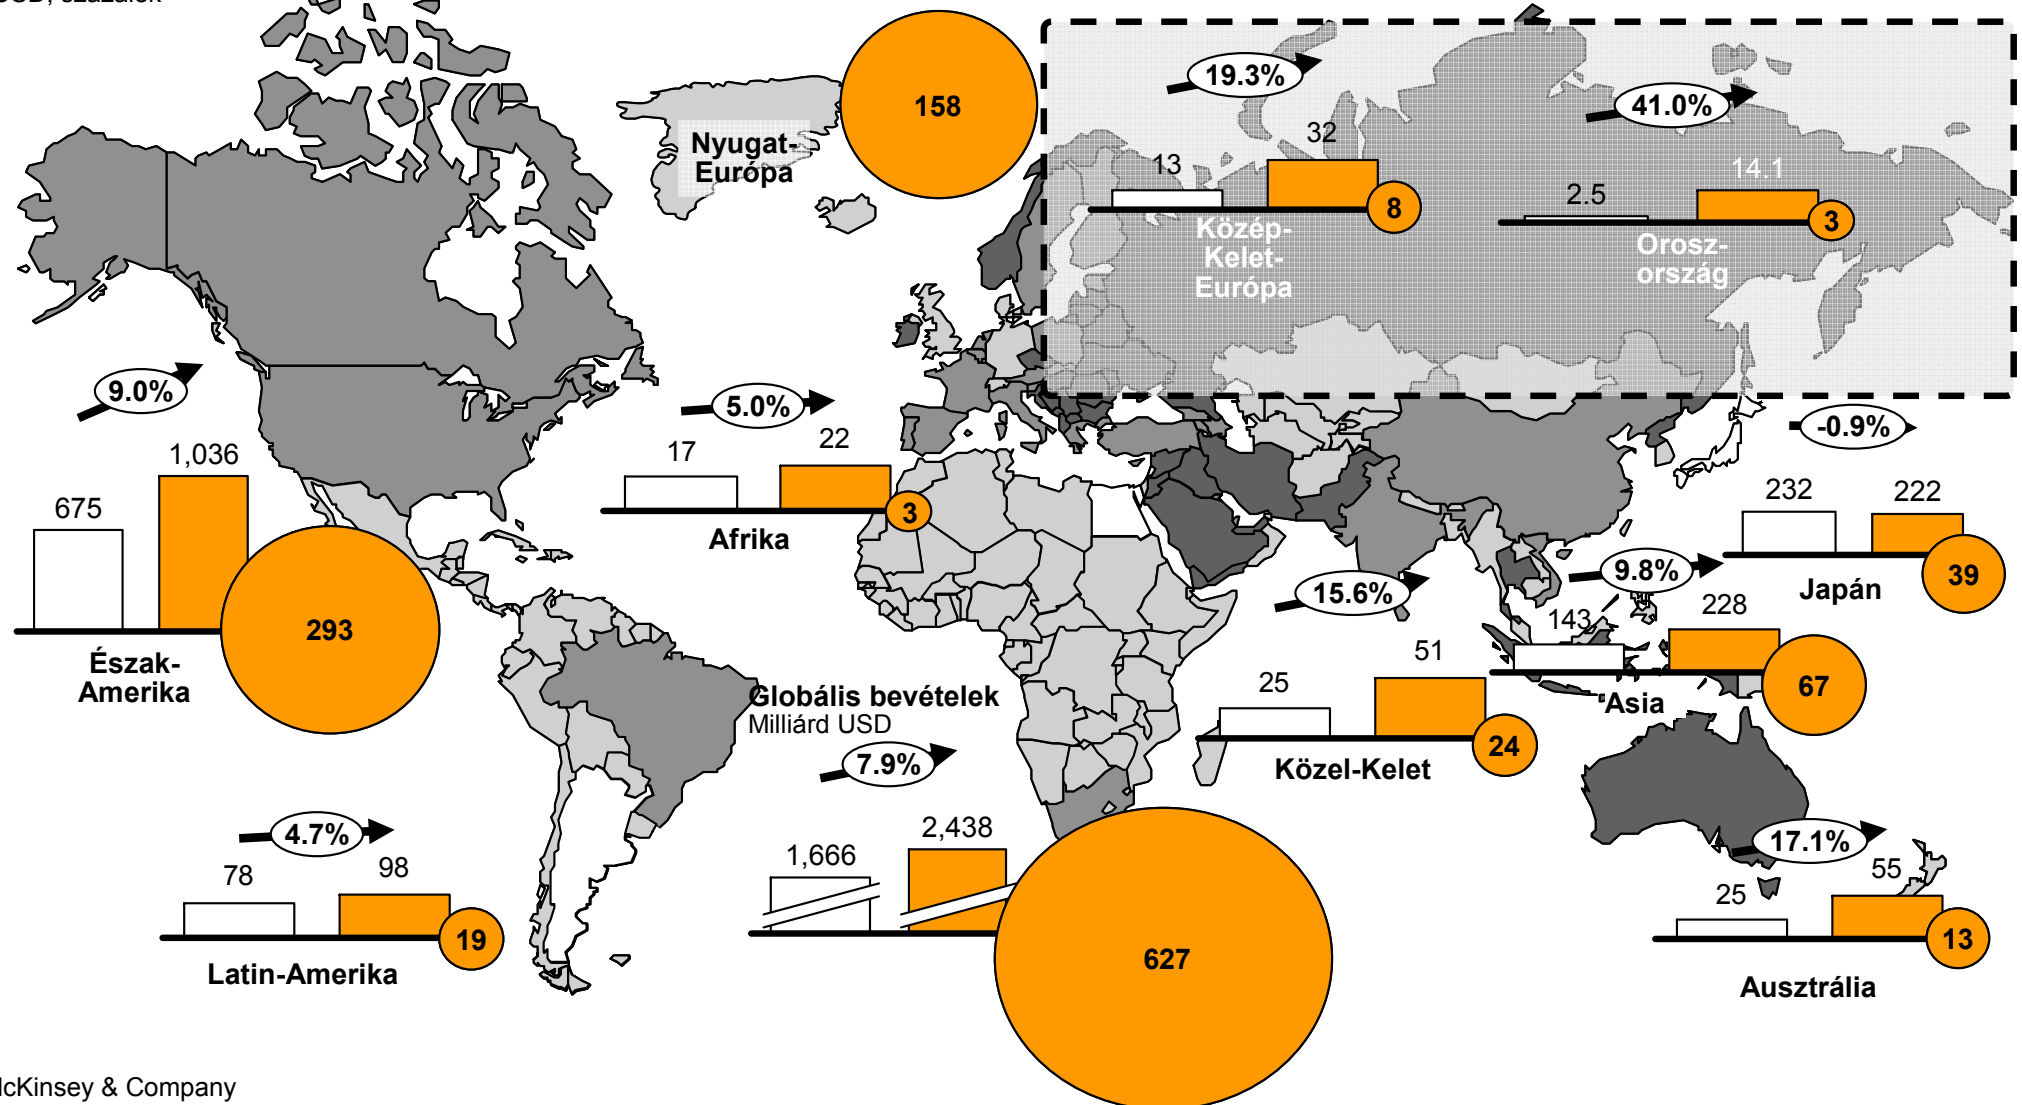 158
19.3%
41.0%
Nyugat-
Európa
32
13
8
14.1
2.5
3
Közép-
Kelet-
Európa
Orosz-
ország
9.0%
5.0%
-0.9%
1,036
675
293
Észak-
Amerika
17
22
3
Afrika
232
222
39
Japán
15.6%
9.8%
143
228
67
Asia
25
51
24
Közel-Kelet
Globális bevételek
Milliárd USD
7.9%
1,666
2,438
627
4.7%
78
98
19
Latin-Amerika
17.1%
25
55
13
Ausztrália
& Company